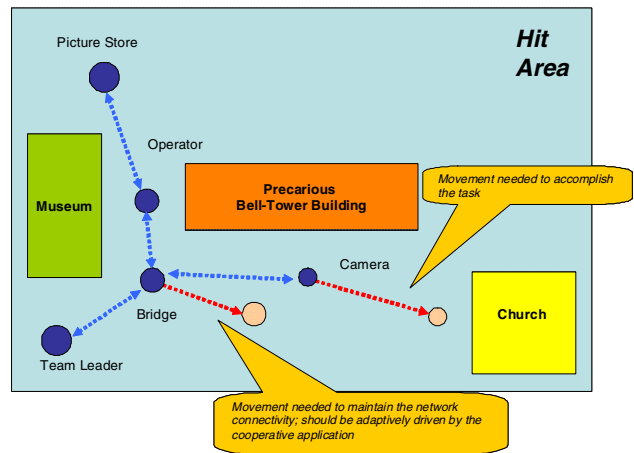 Picture Store
Hit
Area
Operator
Movement needed to accomplish
the task
Precarious
Bell-Tower Building
Museum
Camera
Church
Bridge
Team Leader
Movement needed to maintain the network
connectivity; should be adaptively driven by the
cooperative application